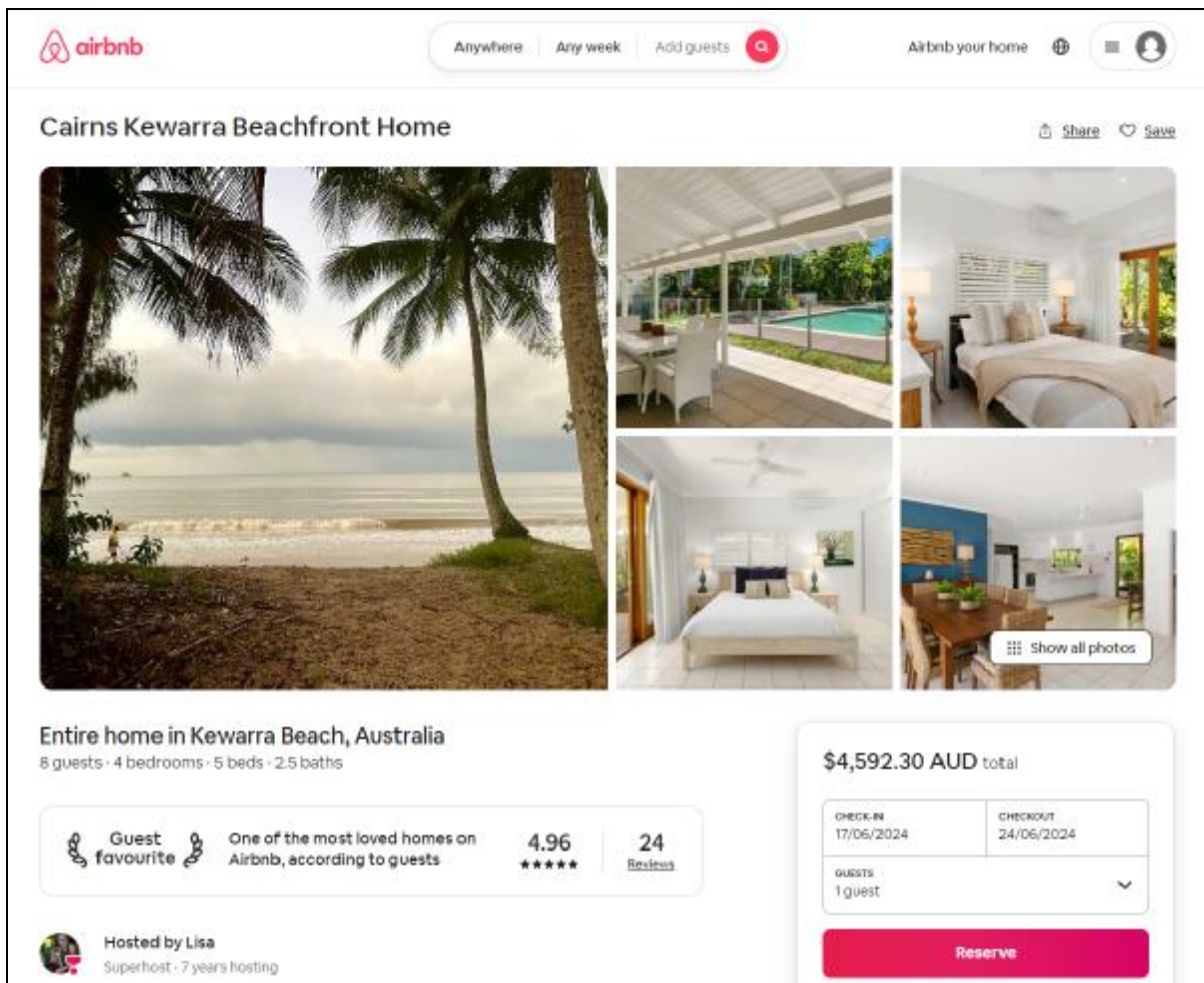 airbnb
Anywhere Any week Add guests
Airbnb your home
Cairns Kewarra Beachfront Home
Share Save
Show all photos
Entire home in Kewarra Beach, Australia
8 guests · 4 bedrooms · 5 beds · 2.5 baths
Guest
favourite
One of the most loved homes on
Airbnb, according to guests
4.96
24
Reviews
Hosted by Lisa
Superhost · 7 years hosting
$4,592.30 AUD total
CHECK-IN
17/06/2024
CHECKOUT
24/06/2024
GUESTS
1 guest
Reserve